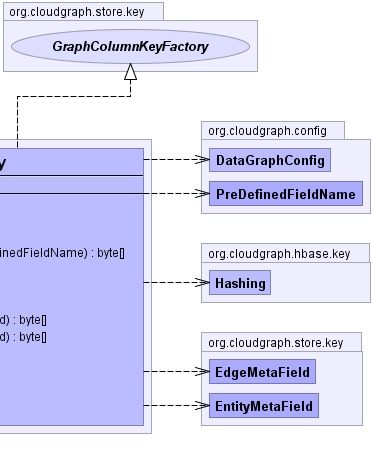 org.cloudgraph.store.key
GraphColumnKeyFactory
org.cloudgraph.config
y
DataGraphConfig
PreDefinedFieldName
inedFieldName) : byte[]
org.cloudgraph.hbase.key
Hashing
d) : byte[]
d) : byte[]
org.cloudgraph.store.key
EdgeMetaField
EntityMetaField